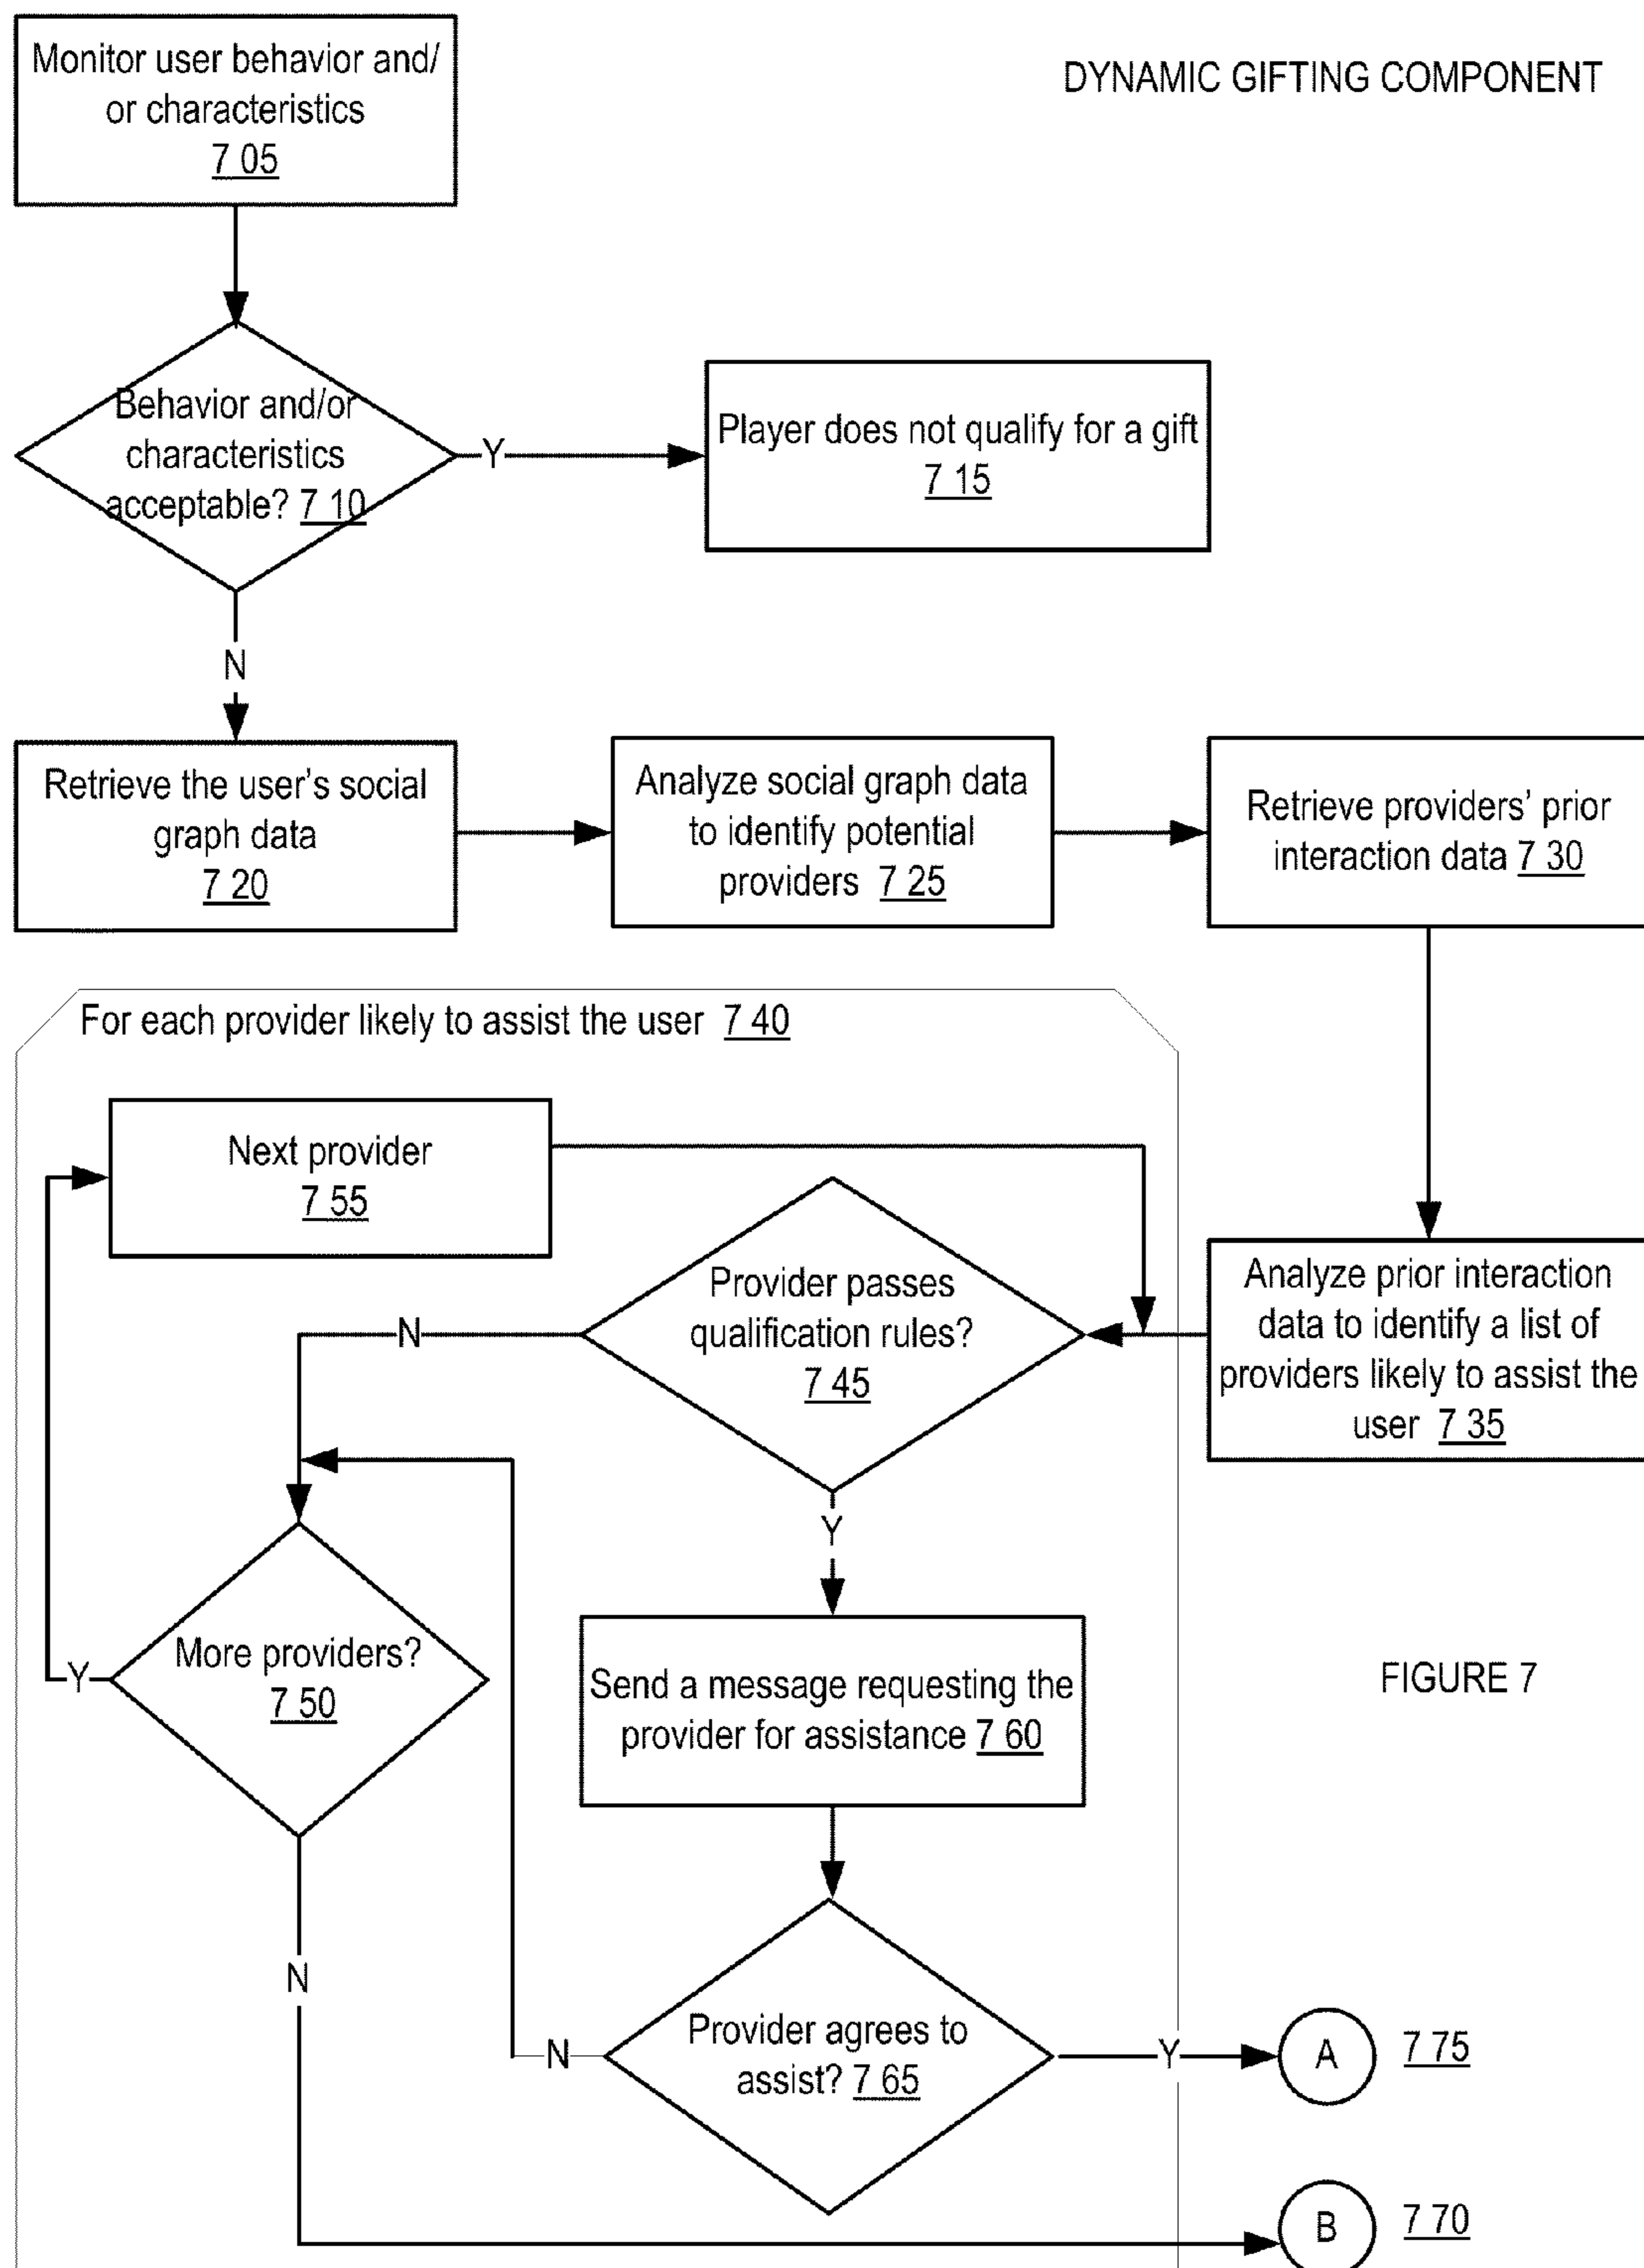 Monitor user behavior and/
or characteristics
7 05
DYNAMIC GIFTING COMPONENT
Behavior and/or
characteristics
acceptable? 7 10
Y
Player does not qualify for a gift
7 15
N
Retrieve the user's social
graph data
7 20
Analyze social graph data
to identify potential
providers 7 25
Retrieve providers' prior
interaction data 7 30
For each provider likely to assist the user 7 40
Next provider
7 55
Provider passes
qualification rules?
7 45
N
Analyze prior interaction
data to identify a list of
providers likely to assist the
user 7 35
Y
More providers?
7 50
Y
Send a message requesting the
provider for assistance 7 60
FIGURE 7
N
Provider agrees to
assist? 7 65
N
Y
A
7 75
B
7 70